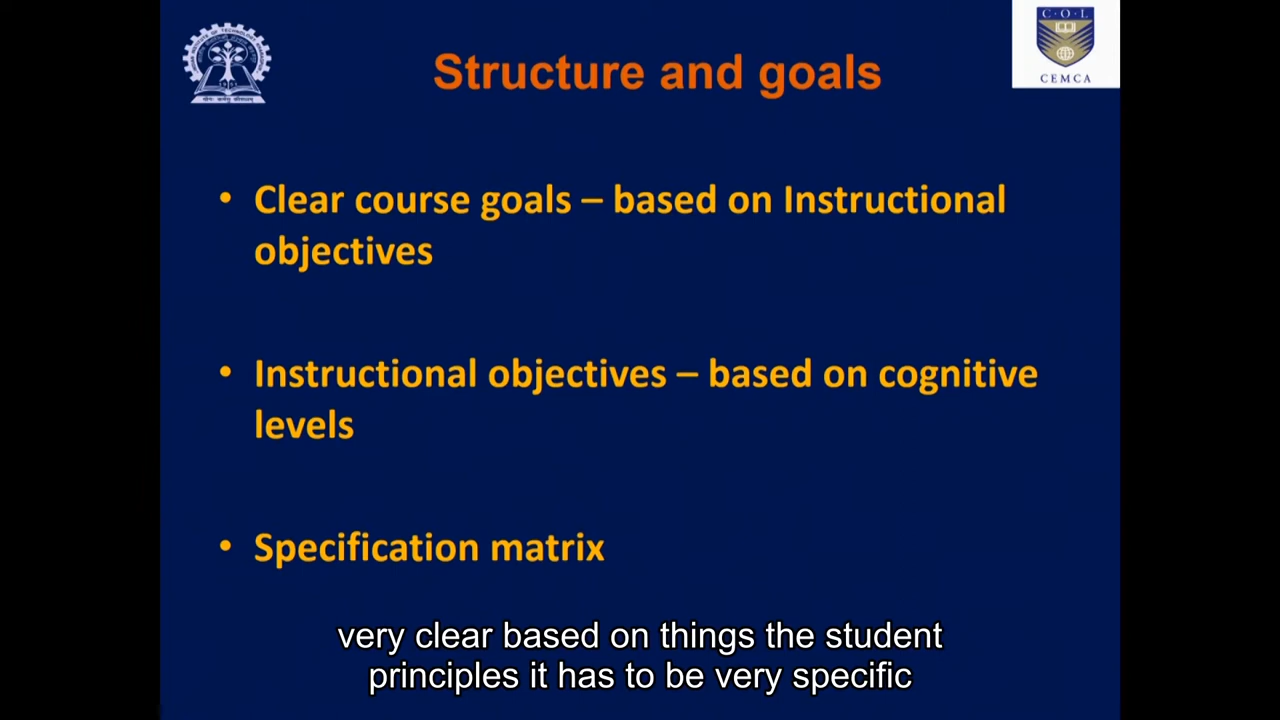 Structure and goals
C·O·L
CEMCA
• Clear course goals – based on Instructional
objectives
• Instructional objectives – based on cognitive
levels
• Specification matrix
very clear based on things the student
principles it has to be very specific